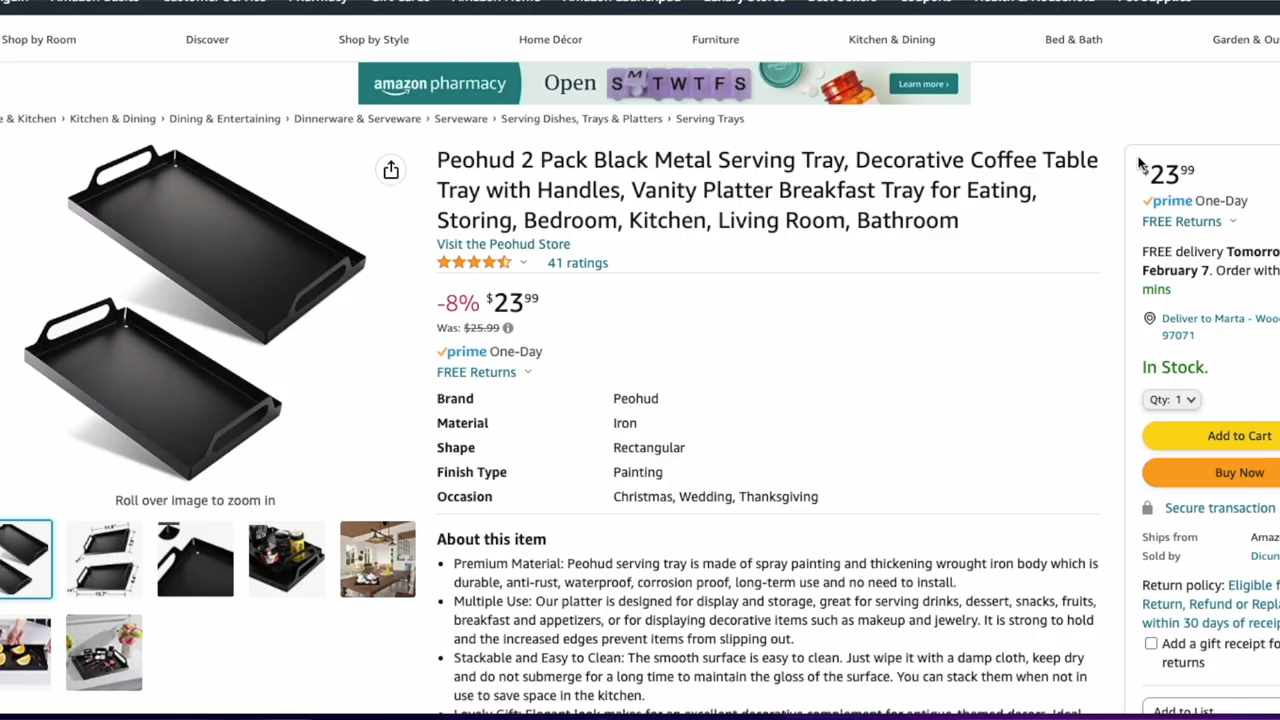 Shop by Room
Discover
Shop by Style
Home Décor
Furniture
Kitchen & Dining
Bed & Bath
Garden & Ou
amazon pharmacy
Open S M T W T F S
Learn more ›
e & Kitchen › Kitchen & Dining › Dining & Entertaining › Dinnerware & Serveware › Serveware › Serving Dishes, Trays & Platters › Serving Trays
Peohud 2 Pack Black Metal Serving Tray, Decorative Coffee Table
Tray with Handles, Vanity Platter Breakfast Tray for Eating,
Storing, Bedroom, Kitchen, Living Room, Bathroom
Visit the Peohud Store
41 ratings
-8% $23 99
Was: $25.99
prime One-Day
FREE Returns
Brand Peohud
Material Iron
Shape Rectangular
Finish Type Painting
Occasion Christmas, Wedding, Thanksgiving
About this item
• Premium Material: Peohud serving tray is made of spray painting and thickening wrought iron body which is
durable, anti-rust, waterproof, corrosion proof, long-term use and no need to install.
• Multiple Use: Our platter is designed for display and storage, great for serving drinks, dessert, snacks, fruits,
breakfast and appetizers, or for displaying decorative items such as makeup and jewelry. It is strong to hold
and the increased edges prevent items from slipping out.
• Stackable and Easy to Clean: The smooth surface is easy to clean. Just wipe it with a damp cloth, keep dry
and do not submerge for a long time to maintain the gloss of the surface. You can stack them when not in
use to save space in the kitchen.
Roll over image to zoom in
$23 99
prime One-Day
FREE Returns
FREE delivery Tomorro
February 7. Order with
mins
Deliver to Marta - Woo
97071
In Stock.
Qty: 1
Add to Cart
Buy Now
Secure transaction
Ships from Amaz
Sold by Dicun
Return policy: Eligible f
Return, Refund or Repla
within 30 days of receip
Add a gift receipt fo
returns
Add to List